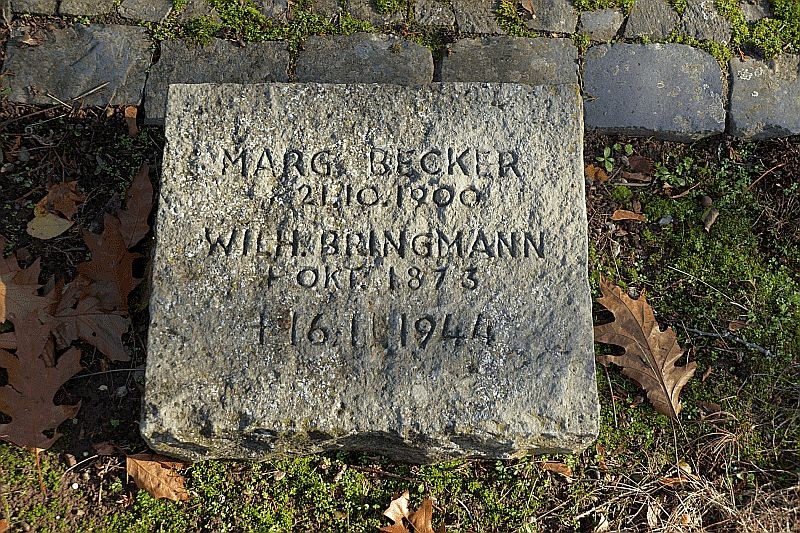 MARG. BECKER
* 21.10.1900
WILH. BRINGMANN
* OKT. 1873
† 16.1.1944